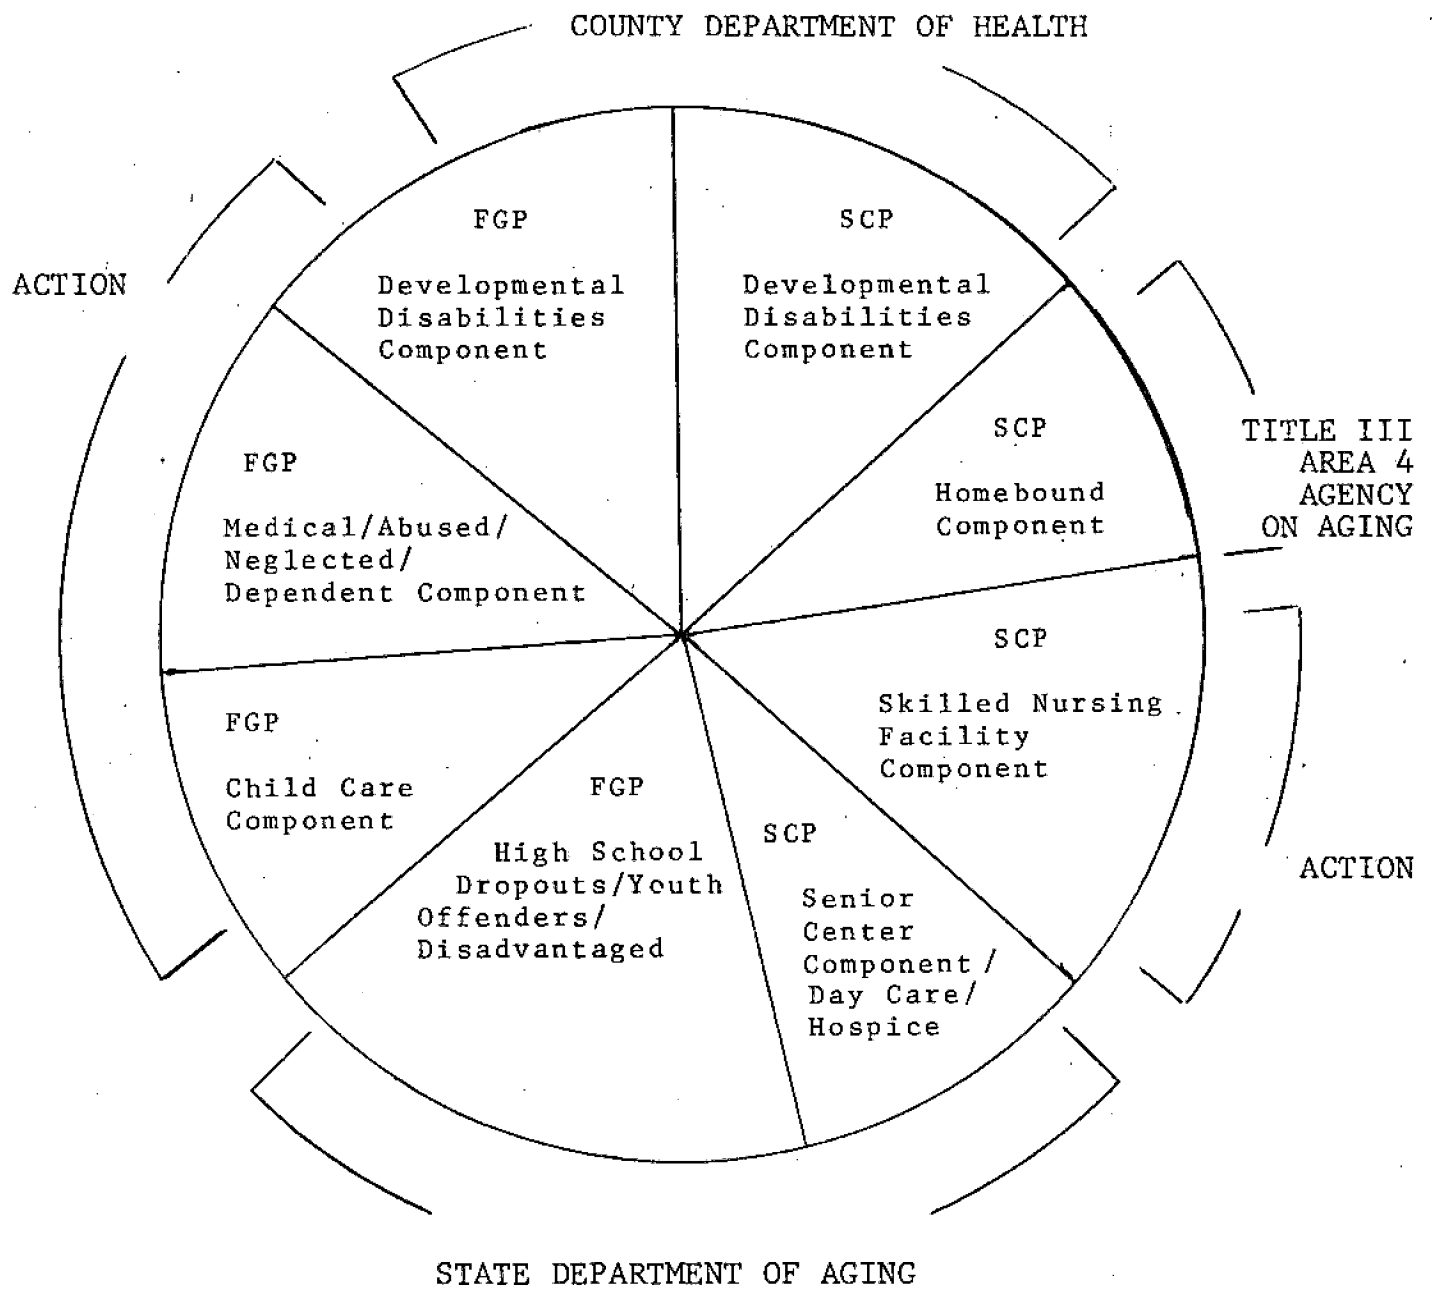 COUNTY DEPARTMENT OF HEALTH
FGP
Developmental
Disabilities
Component
SCP
Developmental
Disabilities
Component
ACTION
SCP
Homebound
Component
TITLE III
AREA 4
AGENCY
ON AGING
FGP
Medical/Abused/
Neglected/
Dependent Component
SCP
Skilled Nursing
Facility
Component
ACTION
FGP
Child Care
Component
FGP
High School
Dropouts/Youth
Offenders/
Disadvantaged
SCP
Senior
Center
Component/
Day Care/
Hospice
STATE DEPARTMENT OF AGING